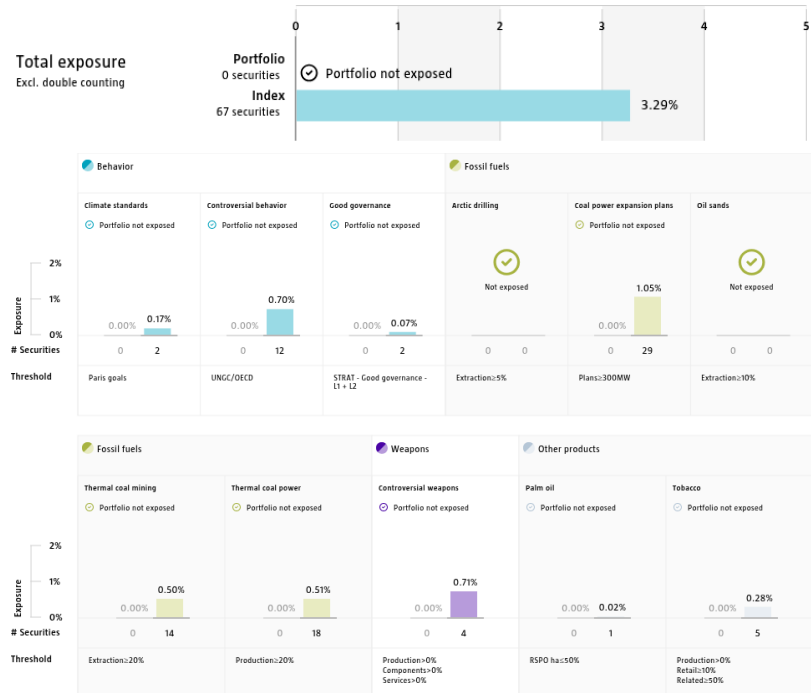 0 1 2 3 4 5
Total exposure
Excl. double counting
Portfolio
0 securities
Portfolio not exposed
Index
67 securities
3.29%
Behavior
Fossil fuels
Climate standards
Controversial behavior
Good governance
Arctic drilling
Coal power expansion plans
Oil sands
Portfolio not exposed
Portfolio not exposed
Portfolio not exposed
Portfolio not exposed
Not exposed
Not exposed
Exposure
2%
1%
0%
0.00% 0.17%
0.00% 0.70%
0.00% 0.07%
0.00% 1.05%
# Securities
0 2
0 12
0 2
0 0
0 29
0 0
Threshold
Paris goals
UNGC/OECD
STRAT - Good governance -
L1 + L2
Extraction≥5%
Plans≥300MW
Extraction≥10%
Fossil fuels
Weapons
Other products
Thermal coal mining
Thermal coal power
Controversial weapons
Palm oil
Tobacco
Portfolio not exposed
Portfolio not exposed
Portfolio not exposed
Portfolio not exposed
Portfolio not exposed
Exposure
2%
1%
0%
0.00% 0.50%
0.00% 0.51%
0.00% 0.71%
0.00% 0.02%
0.00% 0.28%
# Securities
0 14
0 18
0 4
0 1
0 5
Threshold
Extraction≥20%
Production≥20%
Production>0%
Components>0%
Services>0%
RSPO ha≤50%
Production>0%
Retail≥10%
Related≥50%